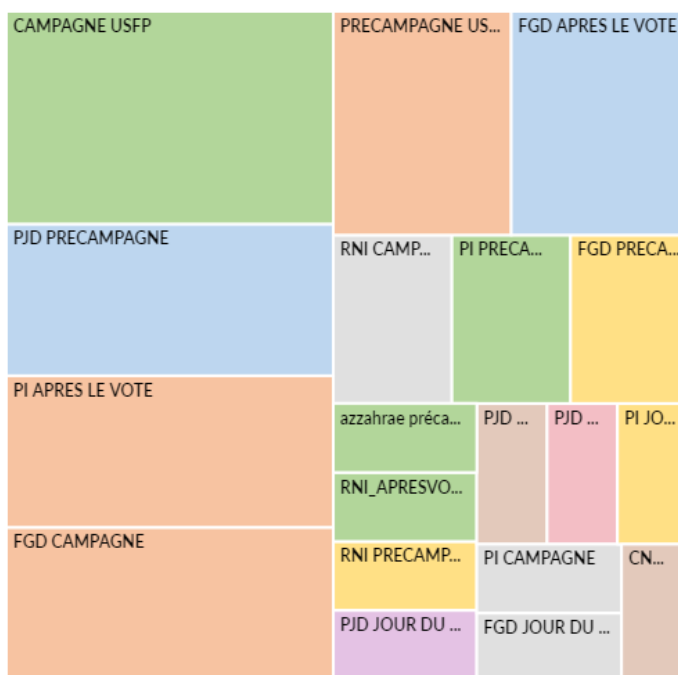 CAMPAGNE USFP
PJD PRECAMPAGNE
PI APRES LE VOTE
FGD CAMPAGNE
PRECAMPAGNE US...
FGD APRES LE VOTE
RNI CAMP...
PI PRECA...
FGD PRECA...
azzahrae préca...
RNI_APRESVO...
RNI PRECAMP...
PJD JOUR DU ...
PJD ...
PJD ...
PI JO...
PI CAMPAGNE
FGD JOUR DU ...
CN...